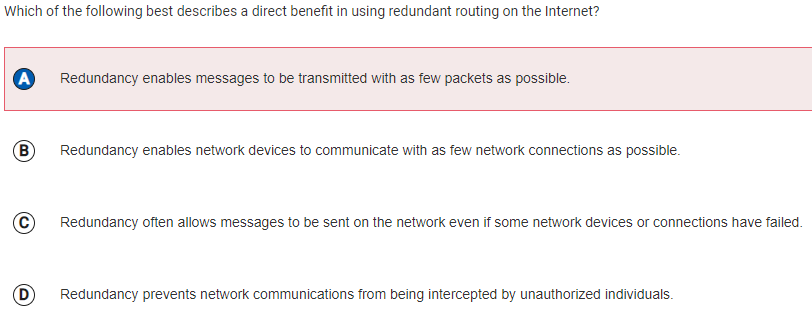 Which of the following best describes a direct benefit in using redundant routing on the Internet?
A Redundancy enables messages to be transmitted with as few packets as possible.
B Redundancy enables network devices to communicate with as few network connections as possible.
C Redundancy often allows messages to be sent on the network even if some network devices or connections have failed.
D Redundancy prevents network communications from being intercepted by unauthorized individuals.